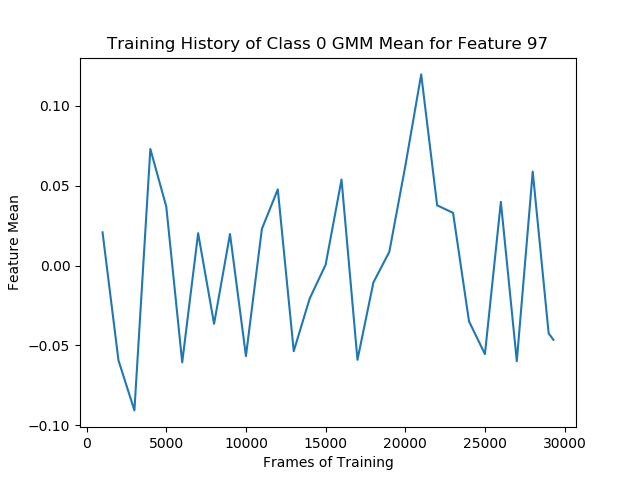 Training History of Class 0 GMM Mean for Feature 97
0.10
0.05
0.00
−0.05
−0.10
Feature Mean
0 5000 10000 15000 20000 25000 30000
Frames of Training